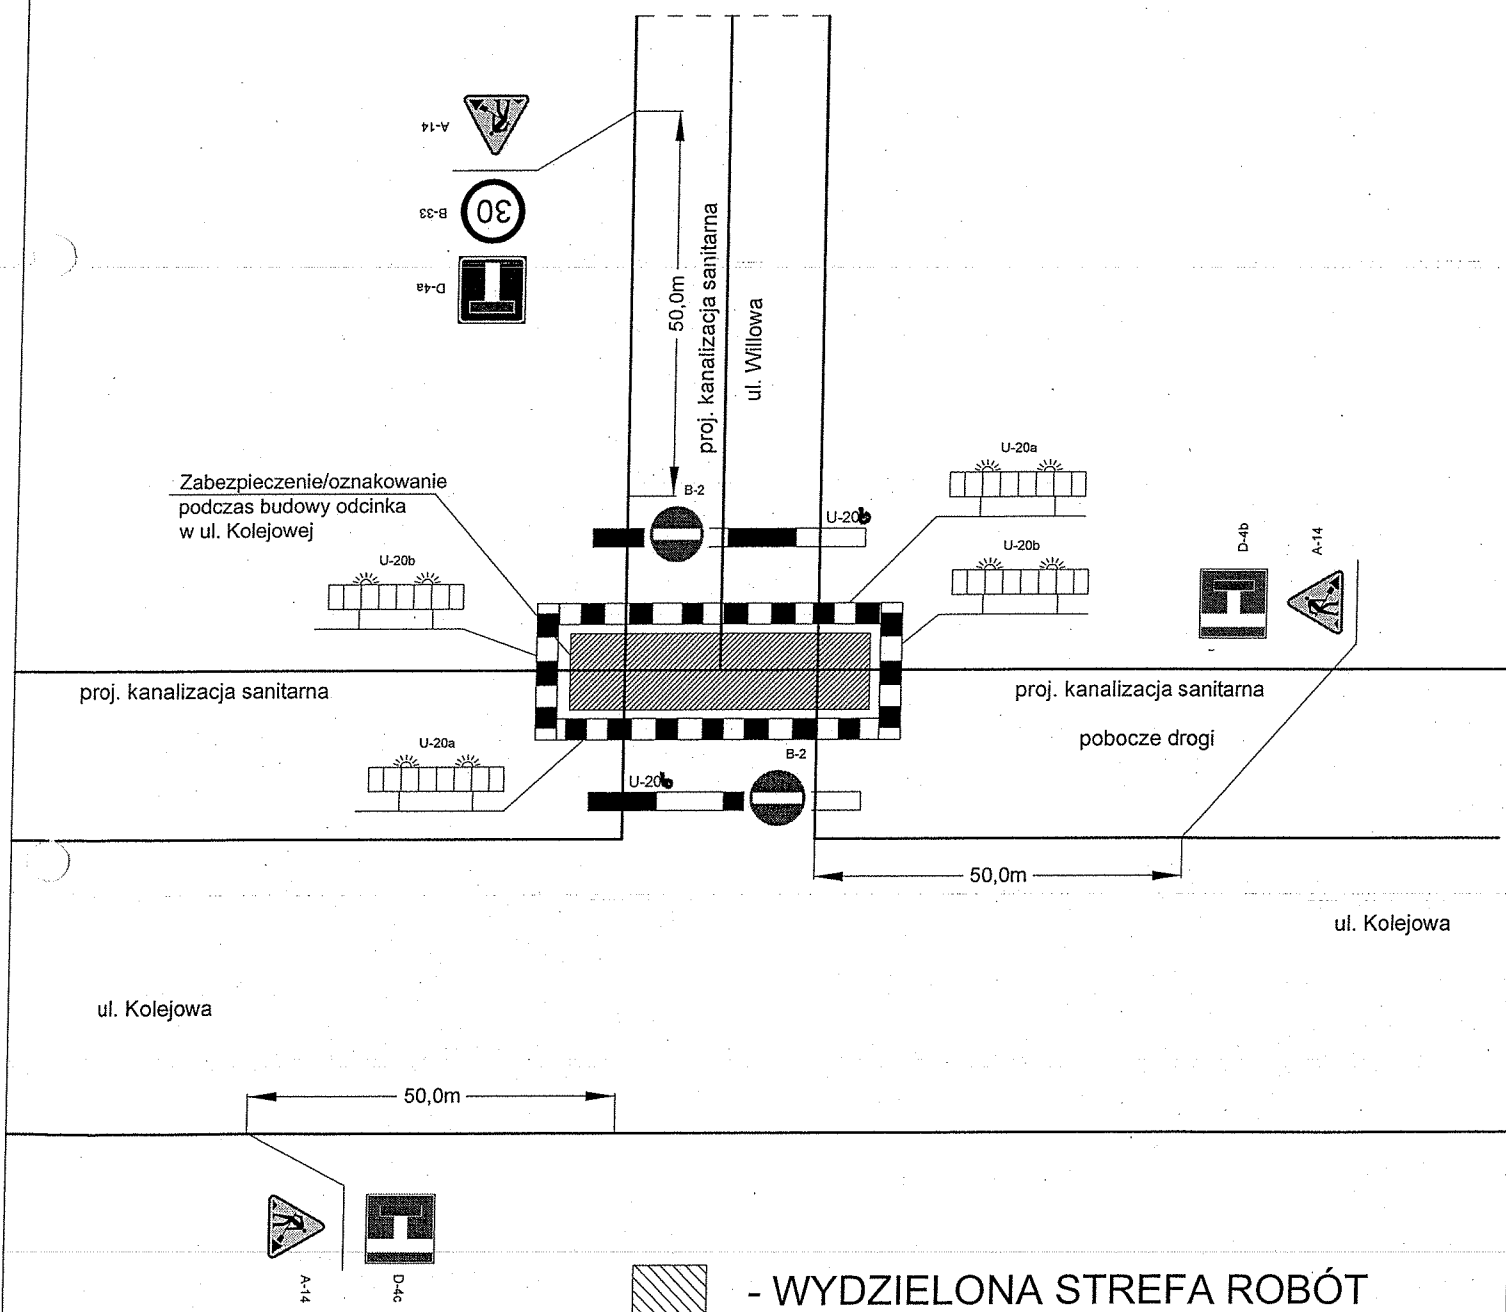 A-14
B-33
30
D-4a
50,0m
proj. kanalizacja sanitarna
ul. Willowa
Zabezpieczenie/oznakowanie
podczas budowy odcinka
w ul. Kolejowej
B-2
U-20b
U-20a
U-20b
U-20b
D-4b
A-14
proj. kanalizacja sanitarna
proj. kanalizacja sanitarna
pobocze drogi
U-20a
U-20b
B-2
50,0m
ul. Kolejowa
ul. Kolejowa
50,0m
A-14
D-4c
- WYDZIELONA STREFA ROBÓT